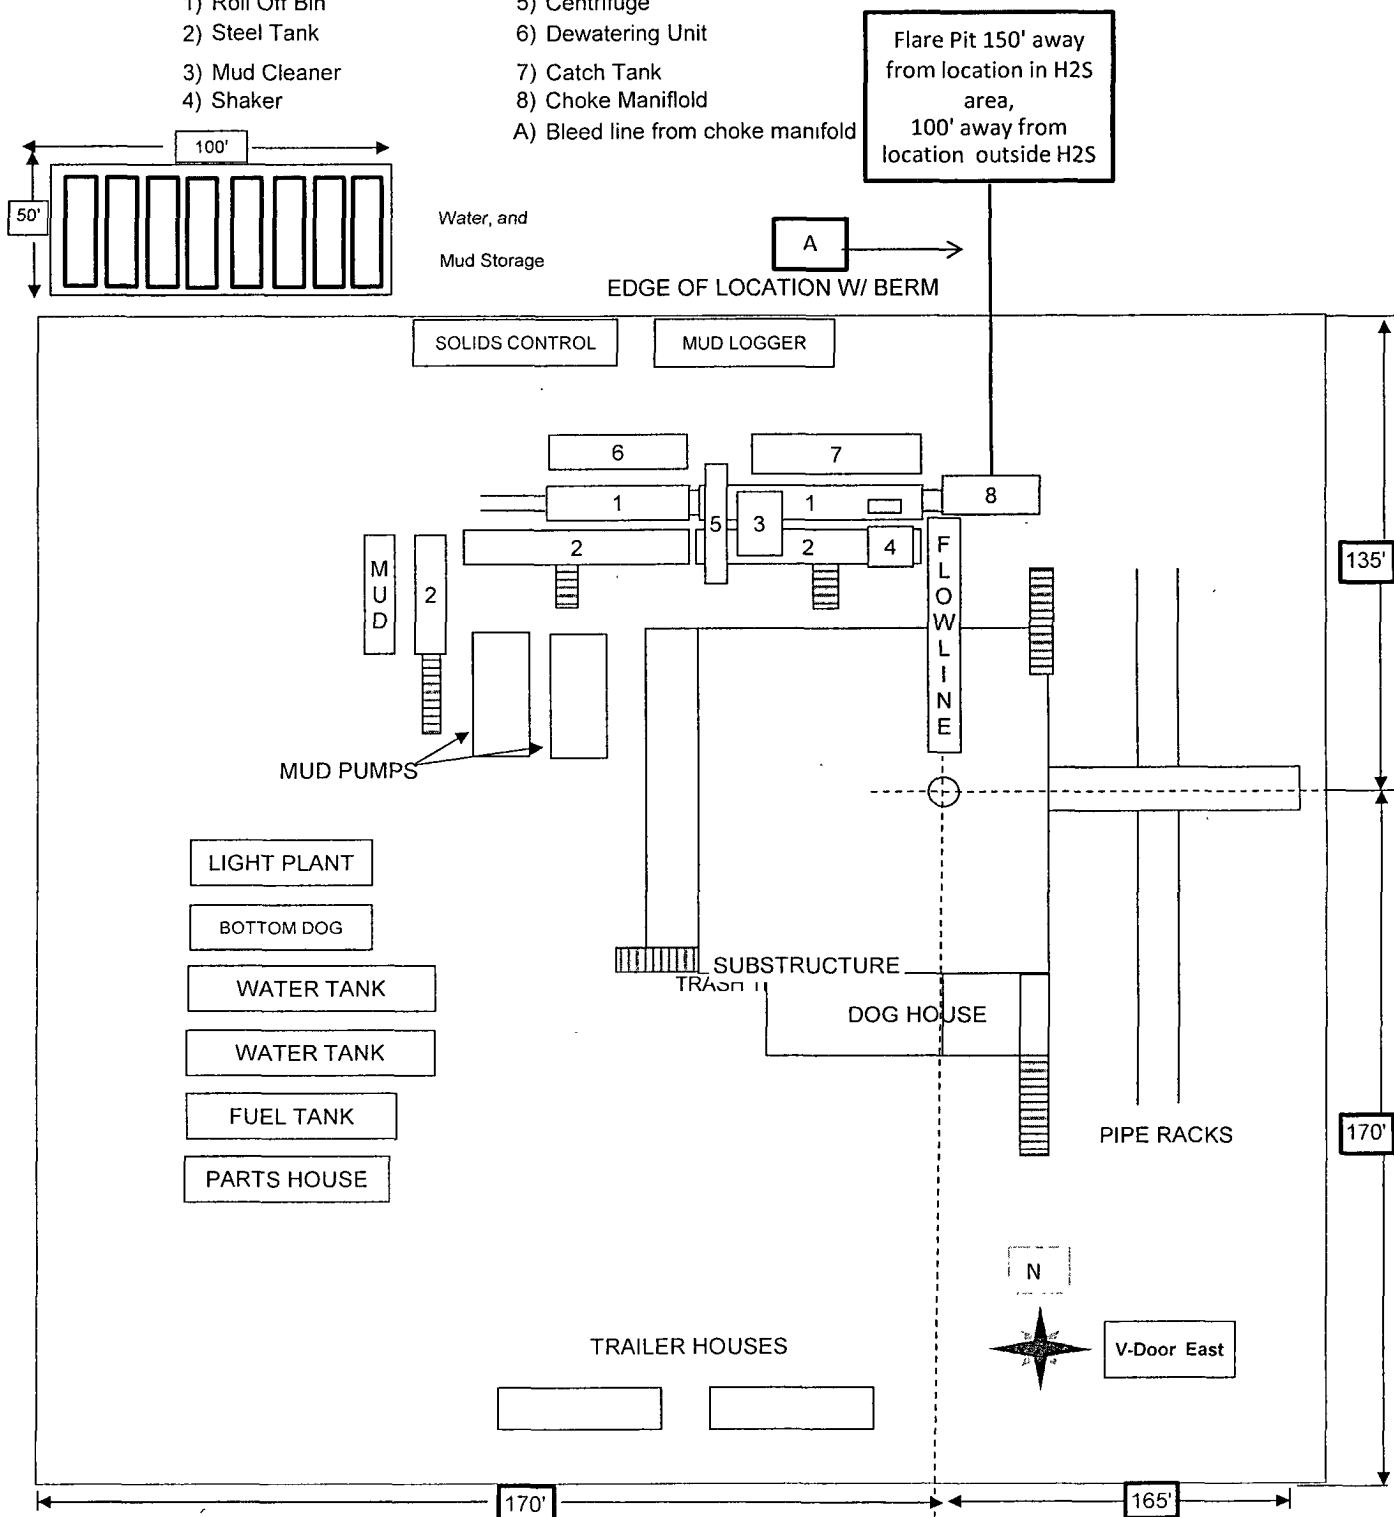 1) Roll Off Bin
2) Steel Tank
3) Mud Cleaner
4) Shaker
5) Centrifuge
6) Dewatering Unit
7) Catch Tank
8) Choke Maniflold
A) Bleed line from choke manifold
Flare Pit 150' away
from location in H2S
area,
100' away from
location outside H2S
100'
50'
Water, and
Mud Storage
A
EDGE OF LOCATION W/ BERM
SOLIDS CONTROL
MUD LOGGER
6
7
1
1
8
5
3
2
2
4
MUD
2
FLOWLINE
135'
MUD PUMPS
LIGHT PLANT
BOTTOM DOG
WATER TANK
WATER TANK
FUEL TANK
PARTS HOUSE
SUBSTRUCTURE
TRASH
DOG HOUSE
PIPE RACKS
170'
N
V-Door East
TRAILER HOUSES
170'
165'